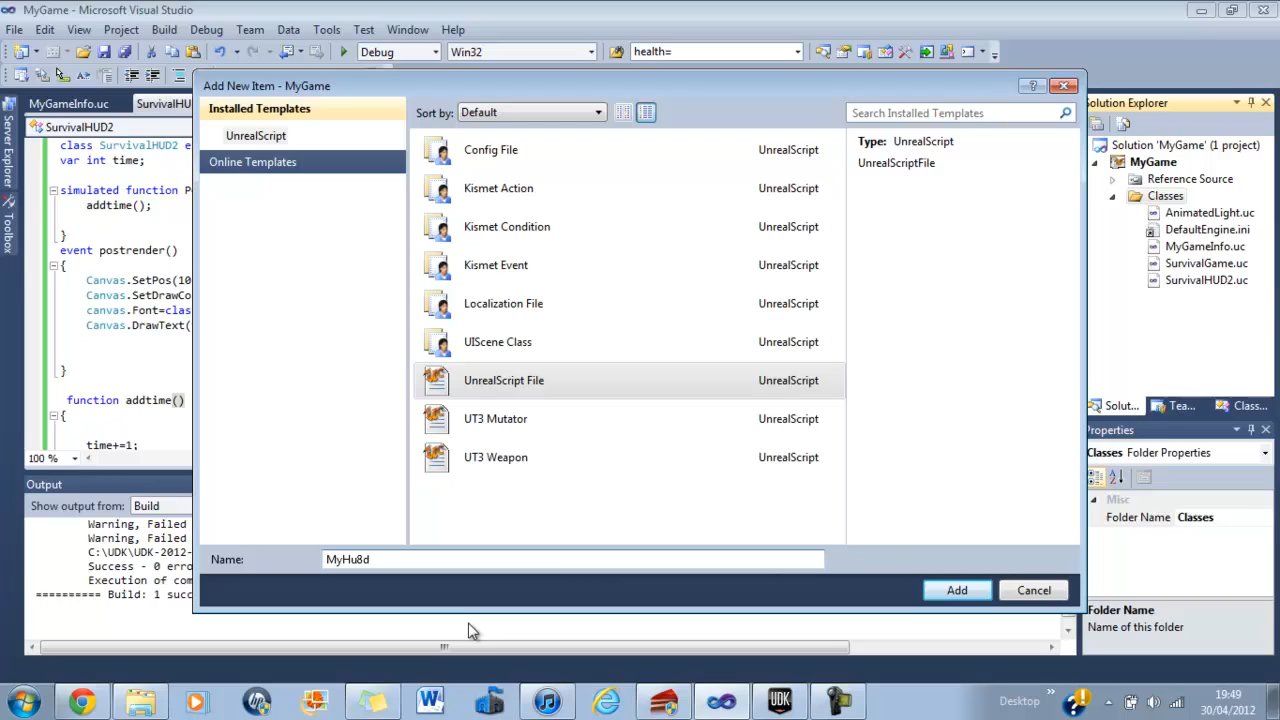 MyGame - Microsoft Visual Studio
File Edit View Project Build Debug Team Data Tools Test Window Help
Debug Win32 health=
MyGameInfo.uc SurvivalHU
SurvivalHUD2
Server Explorer
Toolbox
class SurvivalHUD2 e
var int time;
simulated function P
addtime();
}
event postrender()
{
Canvas.SetPos(10
Canvas.SetDrawCo
canvas.Font=clas
Canvas.DrawText(
}
function addtime()
{
time+=1;
100 %
Output
Show output from: Build
Warning, Failed
Warning, Failed
C:\UDK\UDK-2012-
Success - 0 erro
Execution of com
========== Build: 1 succ
Add New Item - MyGame
Installed Templates
UnrealScript
Online Templates
Sort by: Default
Search Installed Templates
Config File UnrealScript
Kismet Action UnrealScript
Kismet Condition UnrealScript
Kismet Event UnrealScript
Localization File UnrealScript
UIScene Class UnrealScript
UnrealScript File UnrealScript
UT3 Mutator UnrealScript
UT3 Weapon UnrealScript
Type: UnrealScript
UnrealScriptFile
Name: MyHu8d
Add Cancel
Solution Explorer
Solution 'MyGame' (1 project)
MyGame
Reference Source
Classes
AnimatedLight.uc
DefaultEngine.ini
MyGameInfo.uc
SurvivalGame.uc
SurvivalHUD2.uc
Solut... Tea... Class...
Properties
Classes Folder Properties
Misc
Folder Name Classes
Folder Name
Name of this folder
Desktop
19:49
30/04/2012